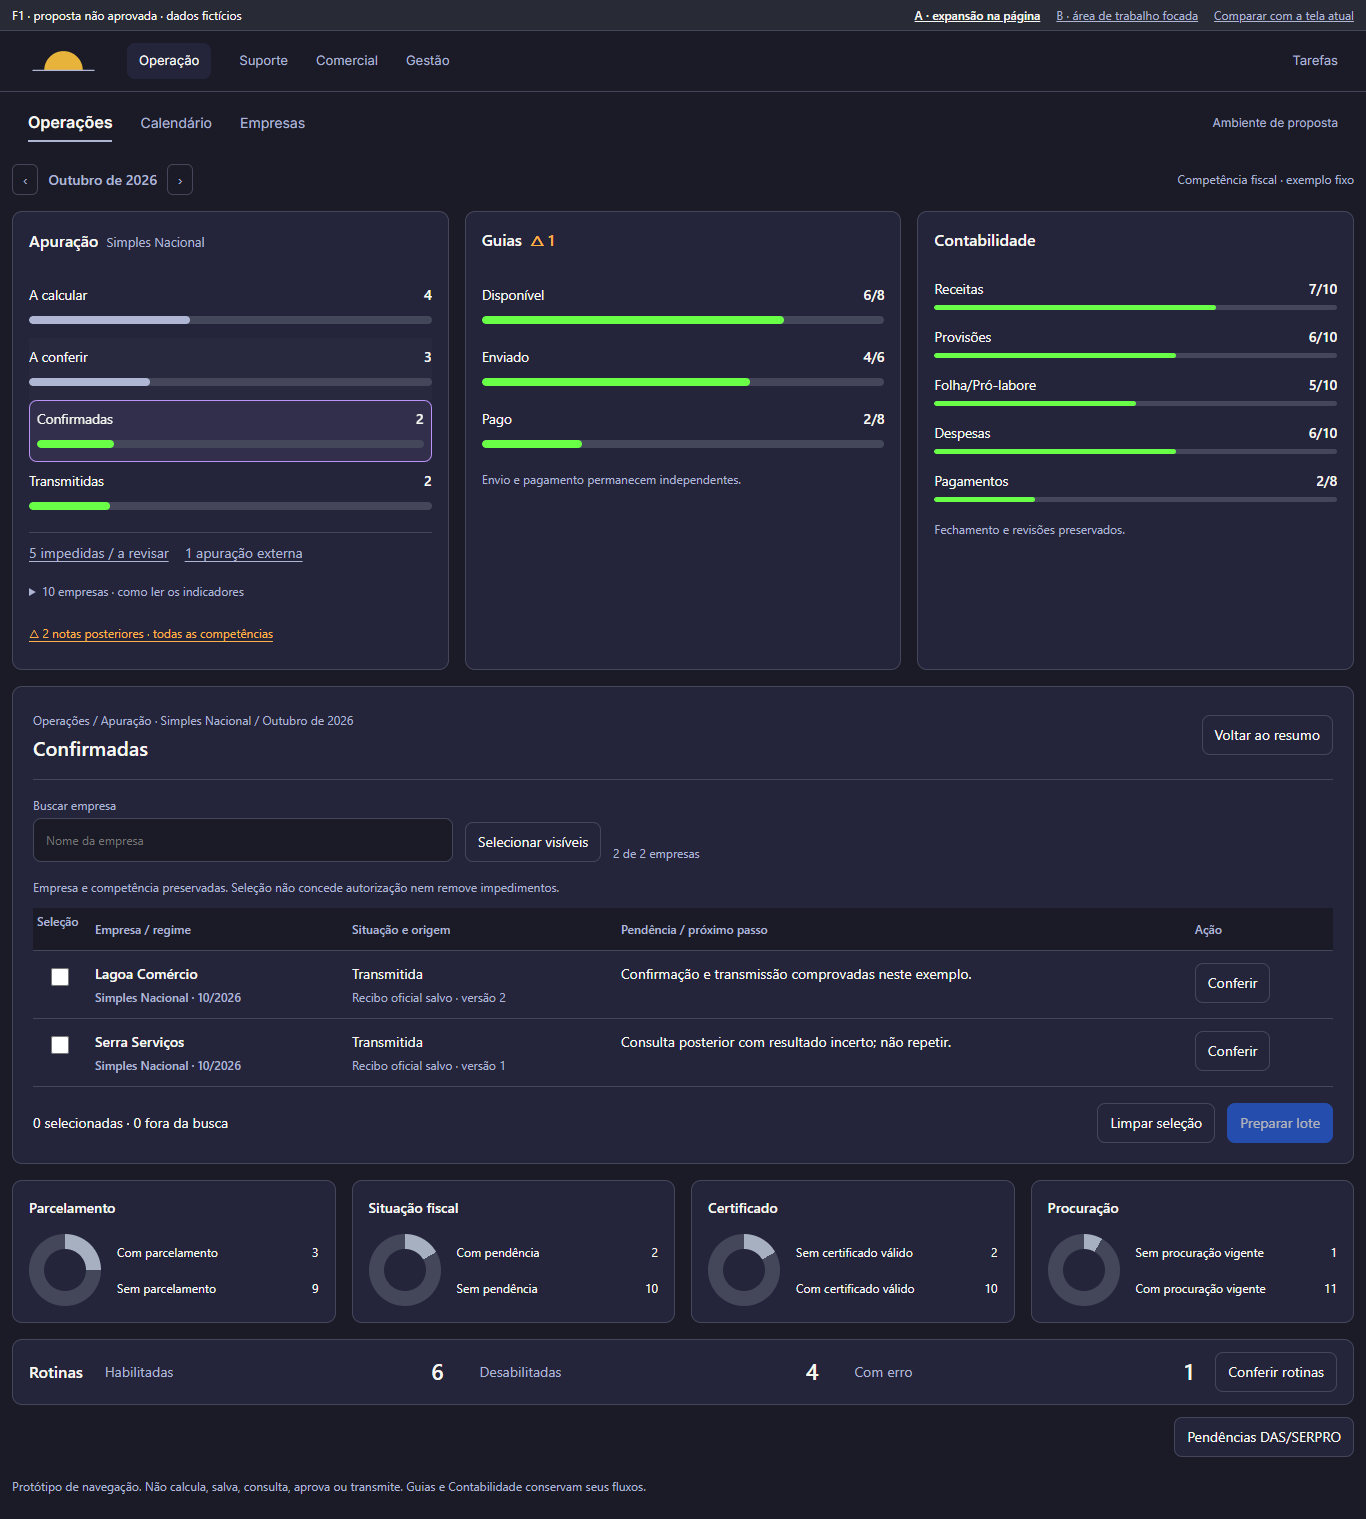 F1 · proposta não aprovada · dados fictícios
A · expansão na página
B · área de trabalho focada
Comparar com a tela atual
Operação
Suporte
Comercial
Gestão
Tarefas
Operações
Calendário
Empresas
Ambiente de proposta
‹ Outubro de 2026 ›
Competência fiscal · exemplo fixo
Apuração Simples Nacional
A calcular 4
A conferir 3
Confirmadas 2
Transmitidas 2
5 impedidas / a revisar
1 apuração externa
▶ 10 empresas · como ler os indicadores
△ 2 notas posteriores · todas as competências
Guias △ 1
Disponível 6/8
Enviado 4/6
Pago 2/8
Envio e pagamento permanecem independentes.
Contabilidade
Receitas 7/10
Provisões 6/10
Folha/Pró-labore 5/10
Despesas 6/10
Pagamentos 2/8
Fechamento e revisões preservados.
Operações / Apuração · Simples Nacional / Outubro de 2026
Confirmadas
Voltar ao resumo
Buscar empresa
Nome da empresa
Selecionar visíveis
2 de 2 empresas
Empresa e competência preservadas. Seleção não concede autorização nem remove impedimentos.
Seleção
Empresa / regime
Situação e origem
Pendência / próximo passo
Ação
Lagoa Comércio
Simples Nacional · 10/2026
Transmitida
Recibo oficial salvo · versão 2
Confirmação e transmissão comprovadas neste exemplo.
Conferir
Serra Serviços
Simples Nacional · 10/2026
Transmitida
Recibo oficial salvo · versão 1
Consulta posterior com resultado incerto; não repetir.
Conferir
0 selecionadas · 0 fora da busca
Limpar seleção
Preparar lote
Parcelamento
Com parcelamento 3
Sem parcelamento 9
Situação fiscal
Com pendência 2
Sem pendência 10
Certificado
Sem certificado válido 2
Com certificado válido 10
Procuração
Sem procuração vigente 1
Com procuração vigente 11
Rotinas
Habilitadas 6
Desabilitadas 4
Com erro 1
Conferir rotinas
Pendências DAS/SERPRO
Protótipo de navegação. Não calcula, salva, consulta, aprova ou transmite. Guias e Contabilidade conservam seus fluxos.